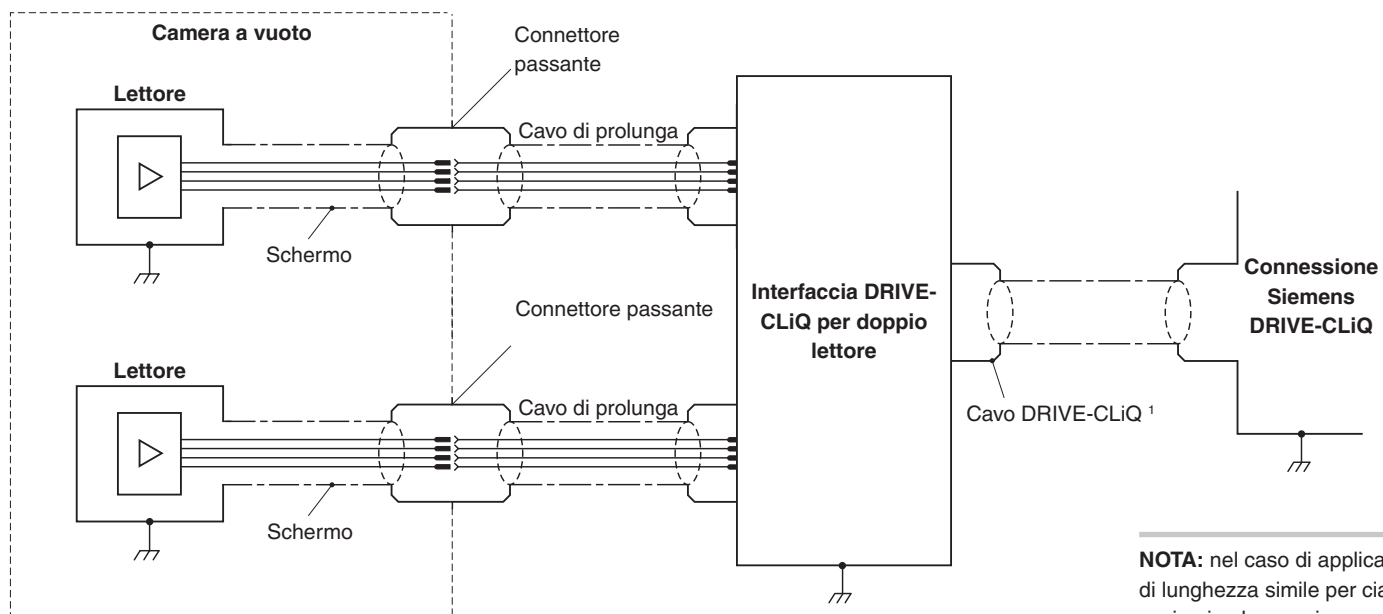 Camera a vuoto
Connettore
passante
Lettore
Cavo di prolunga
Schermo
Connettore passante
Lettore
Cavo di prolunga
Schermo
Interfaccia DRIVE-
CLiQ per doppio
lettore
Cavo DRIVE-CLiQ ¹
Connessione
Siemens
DRIVE-CLiQ
NOTA: nel caso di applica
di lunghezza simile per cia